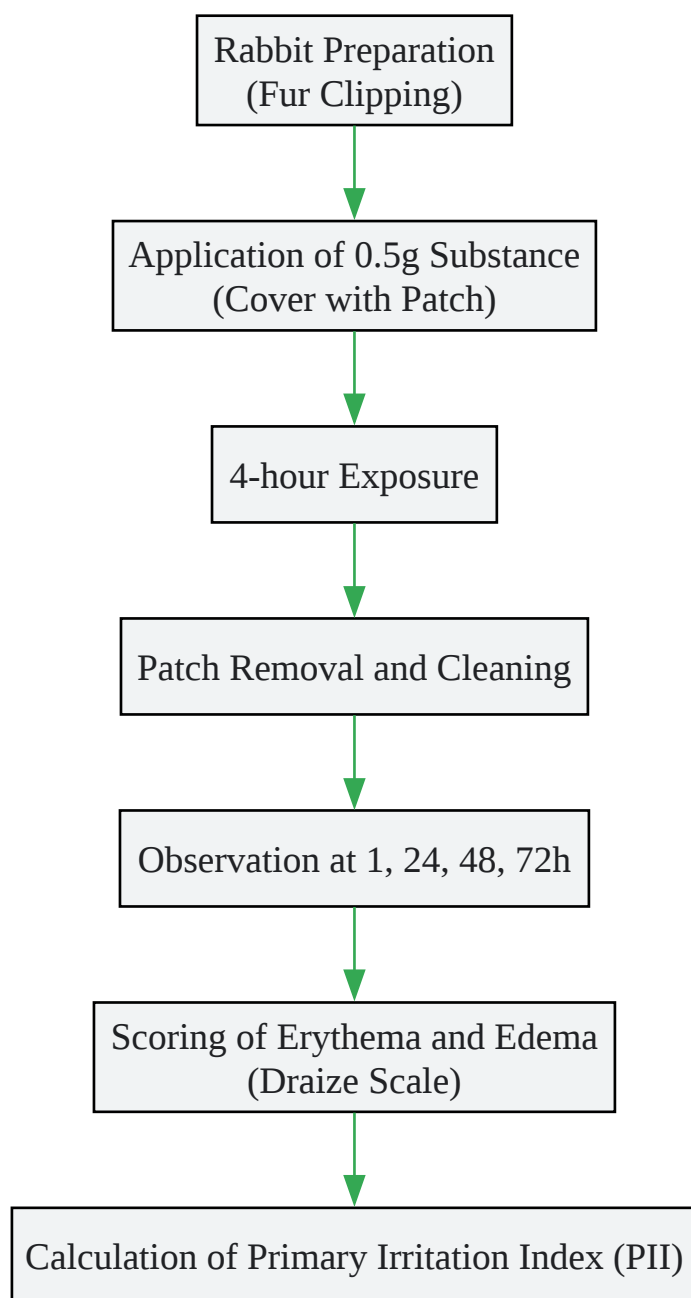 Rabbit Preparation
(Fur Clipping)
Application of 0.5g Substance
(Cover with Patch)
4-hour Exposure
Patch Removal and Cleaning
Observation at 1, 24, 48, 72h
Scoring of Erythema and Edema
(Draize Scale)
Calculation of Primary Irritation Index (PII)